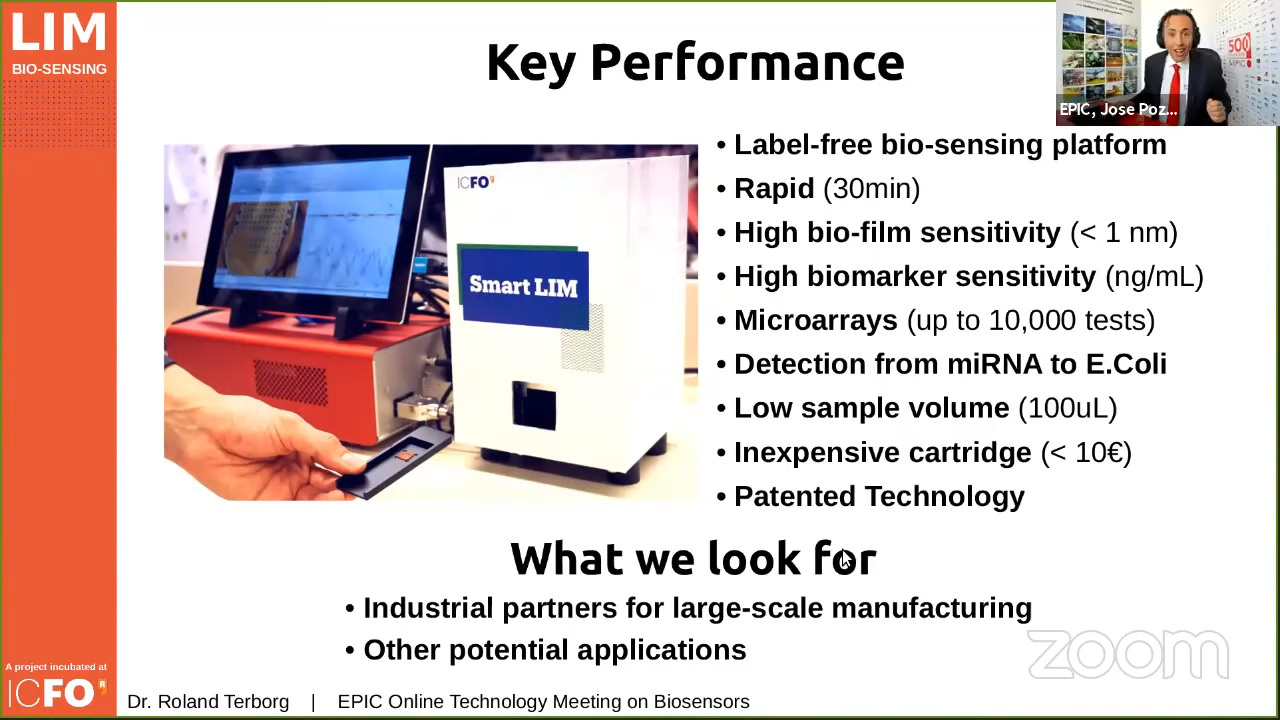 LIM
BIO-SENSING
Key Performance
EPIC, Jose Poz...
500
EPIC
ICFO
Smart LIM
• Label-free bio-sensing platform
• Rapid (30min)
• High bio-film sensitivity (< 1 nm)
• High biomarker sensitivity (ng/mL)
• Microarrays (up to 10,000 tests)
• Detection from miRNA to E.Coli
• Low sample volume (100uL)
• Inexpensive cartridge (< 10€)
• Patented Technology
What we look for
• Industrial partners for large-scale manufacturing
• Other potential applications
zoom
A project incubated at
ICFO
Dr. Roland Terborg | EPIC Online Technology Meeting on Biosensors